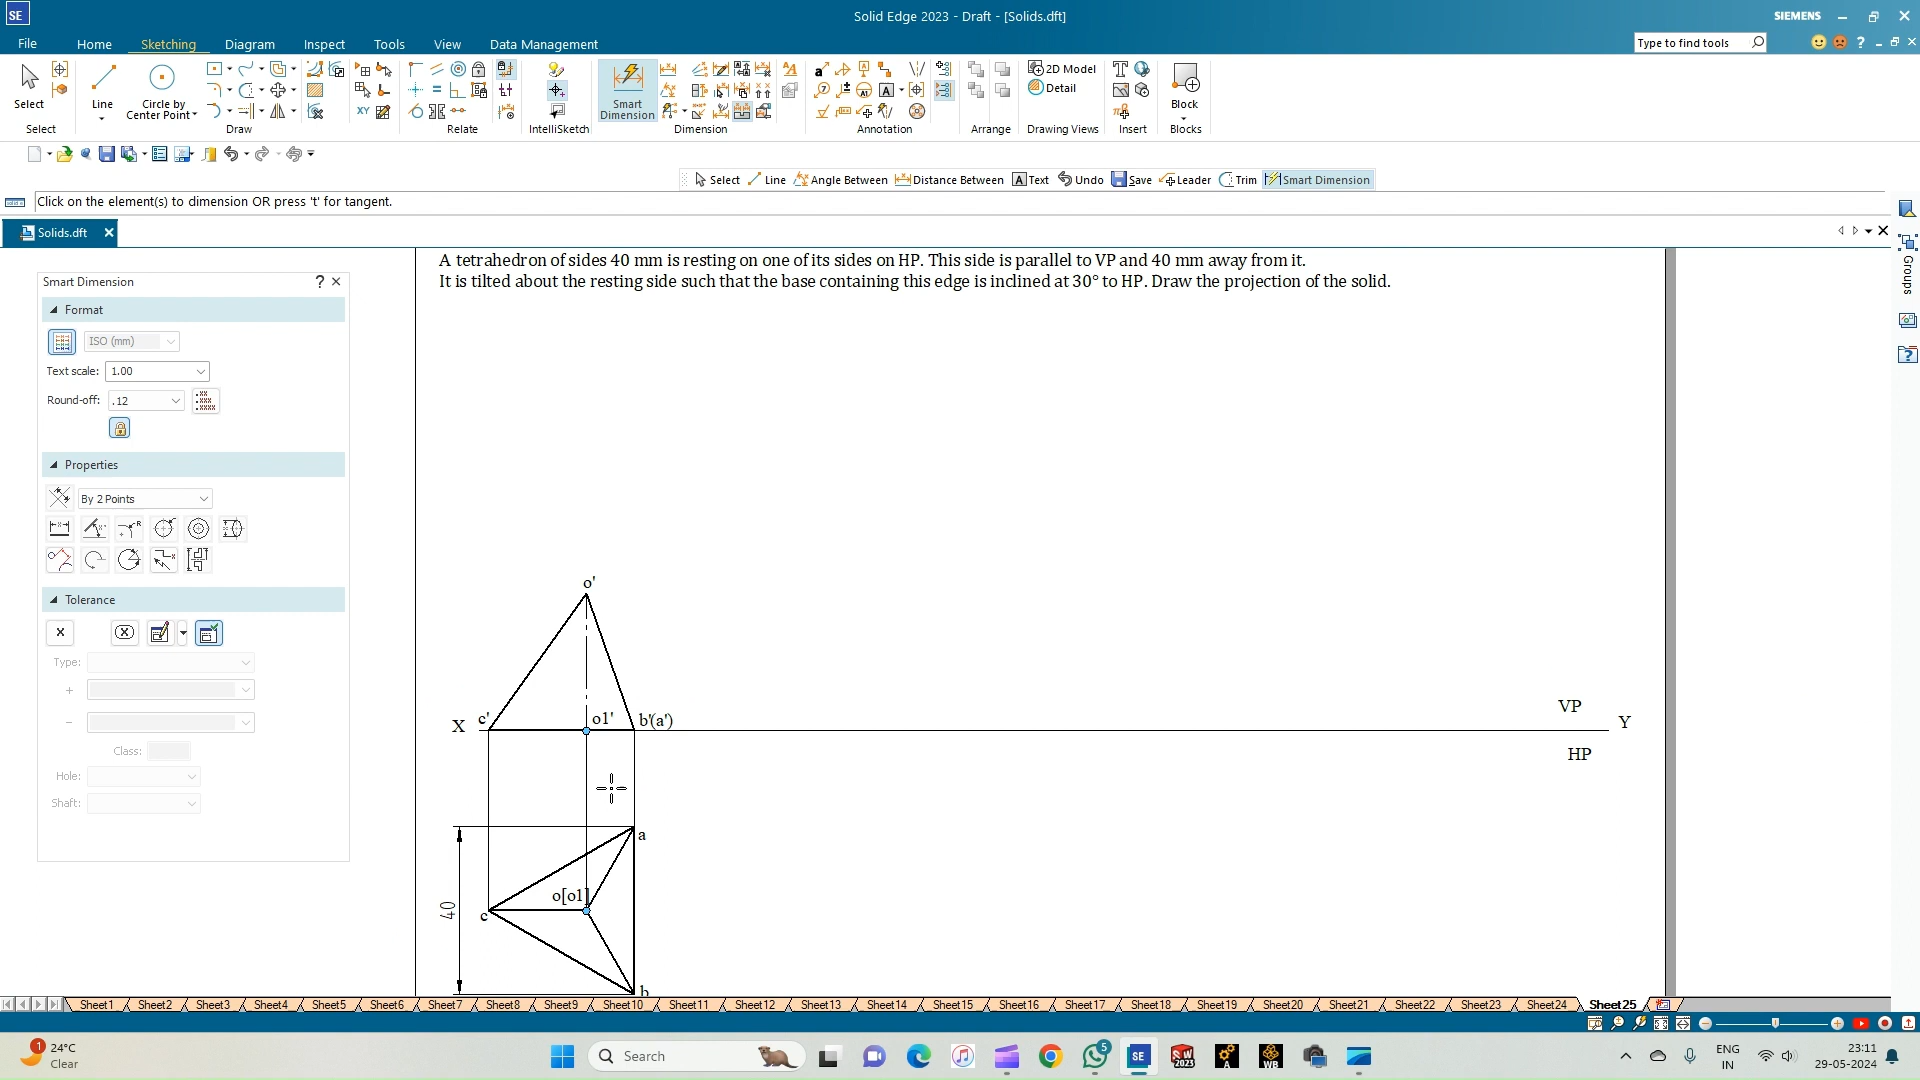 SE
Solid Edge 2023 - Draft - [Solids.dft]
SIEMENS
File Home Sketching Diagram Inspect Tools View Data Management
Type to find tools
Select
Line
Circle by
Center Point
Smart
Dimension
2D Model
Detail
Block
Select Draw Relate IntelliSketch Dimension Annotation Arrange Drawing Views Insert Blocks
Select Line Angle Between Distance Between A Text Undo Save Leader Trim Smart Dimension
Click on the element(s) to dimension OR press 't' for tangent.
Solids.dft
Smart Dimension
Format
ISO (mm)
Text scale: 1.00
Round-off: .12
Properties
By 2 Points
Tolerance
Type:
+
-
Class:
Hole:
Shaft:
Groups
A tetrahedron of sides 40 mm is resting on one of its sides on HP. This side is parallel to VP and 40 mm away from it.
It is tilted about the resting side such that the base containing this edge is inclined at 30° to HP. Draw the projection of the solid.
o'
X c' o1' b'(a')
VP
Y
HP
a
40
o[o1]
c
b
Sheet1 Sheet2 Sheet3 Sheet4 Sheet5 Sheet6 Sheet7 Sheet8 Sheet9 Sheet10 Sheet11 Sheet12 Sheet13 Sheet14 Sheet15 Sheet16 Sheet17 Sheet18 Sheet19 Sheet20 Sheet21 Sheet22 Sheet23 Sheet24 Sheet25
1
24°C
Clear
Search
5
SE
2023
A
WB
ENG
IN
23:11
29-05-2024